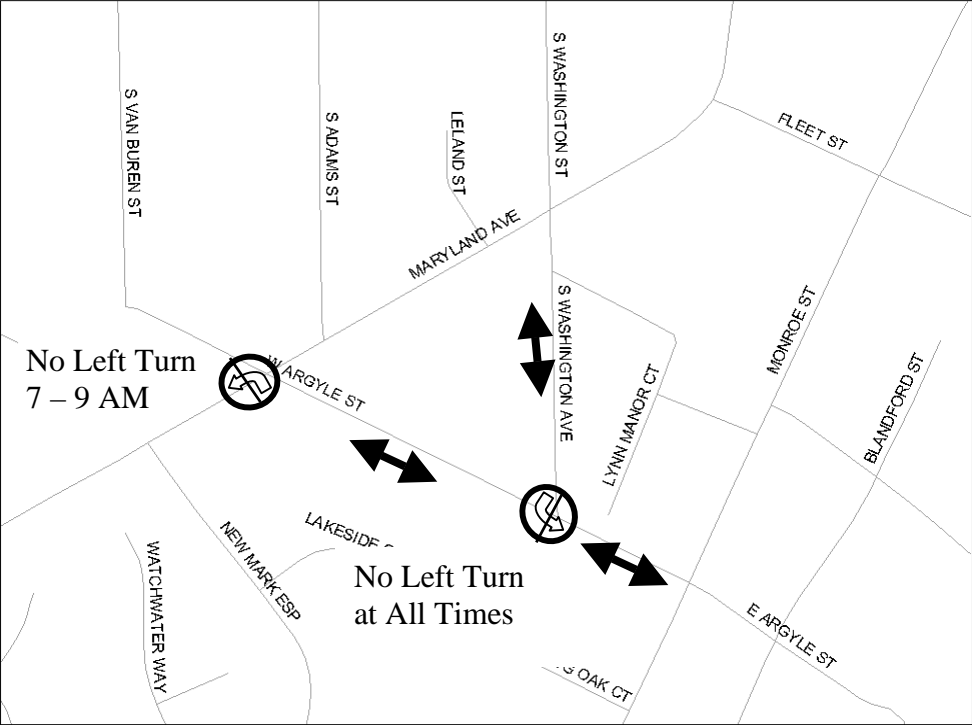 S VAN BUREN ST
S ADAMS ST
LELAND ST
S WASHINGTON ST
FLEET ST
MARYLAND AVE
MONROE ST
S WASHINGTON AVE
BLANDFORD ST
No Left Turn
7 – 9 AM
W ARGYLE ST
LYNN MANOR CT
LAKESIDE
NEW MARK ESP
WATCHWATER WAY
No Left Turn
at All Times
E ARGYLE ST
OAK CT